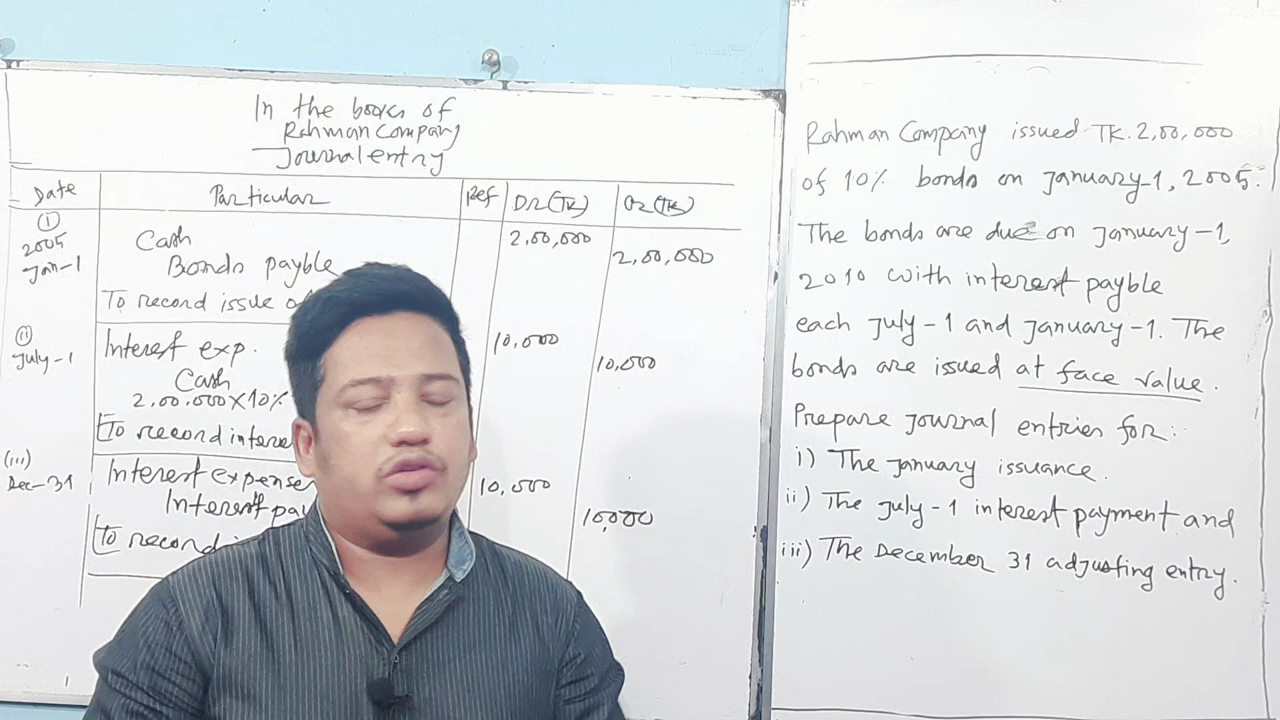 In the books of
Rahman Company
Journal entry
Date Particular Ref Dr (TK) Cr (TK)
(i)
2005 Cash 2,00,000
Jan-1 Bonds payble 2,00,000
To record issue
(ii)
July-1 Interest exp. 10,000
Cash 10,000
2,00,000×10%
To record
(iii)
Dec-31 Interest expense 10,000
Interest 10,000
To record
Rahman Company issued TK. 2,00,000
of 10% bonds on January-1, 2005.
The bonds are due on January-1,
2010 with interest payble
each July-1 and January-1. The
bonds are issued at face value.
Prepare Journal entries for:
i) The January issuance.
ii) The July-1 interest payment and
iii) The December 31 adjusting entry.